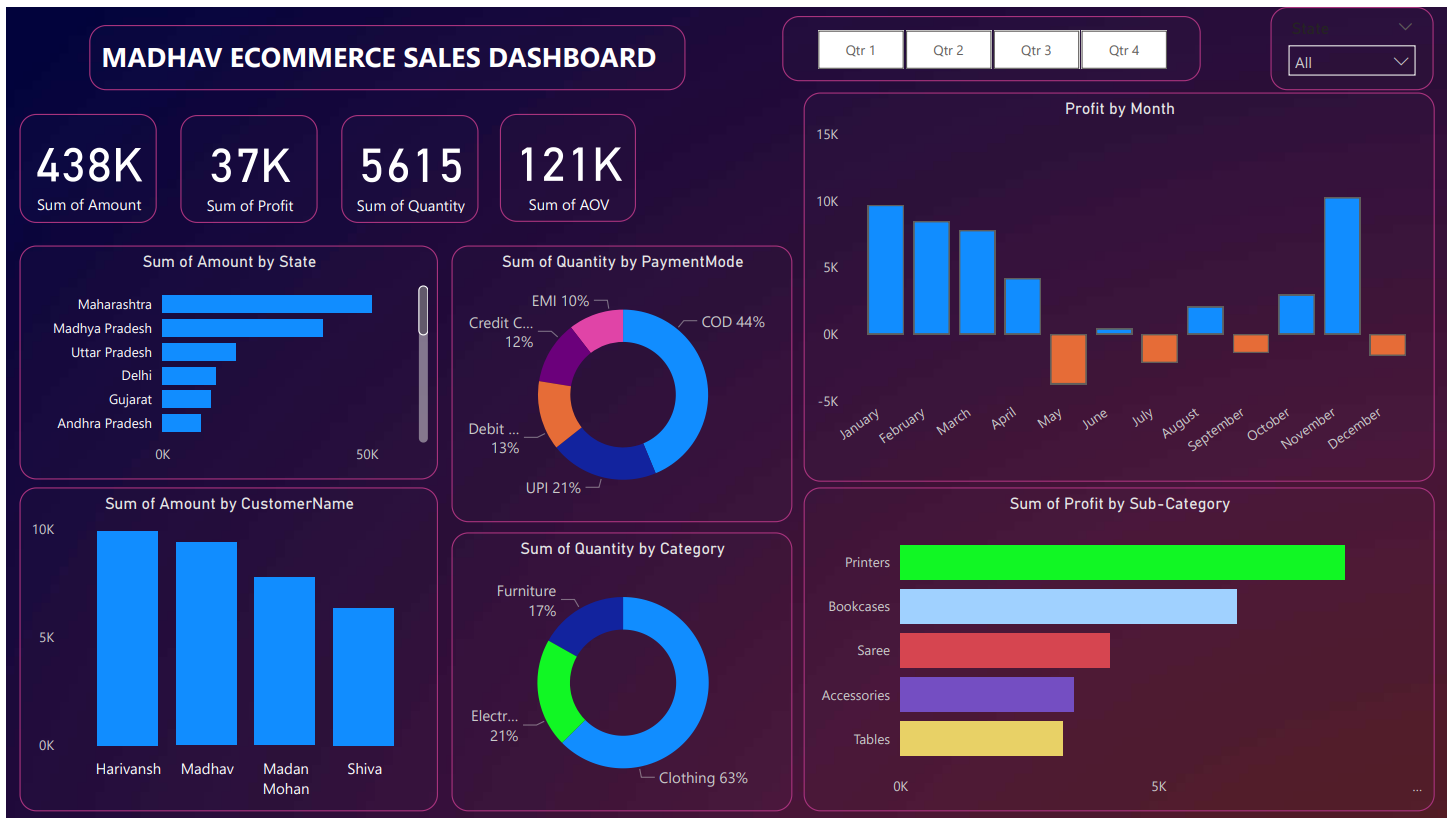 MADHAV ECOMMERCE SALES DASHBOARD
Qtr 1
Qtr 2
Qtr 3
Qtr 4
State
All
438K
Sum of Amount
37K
Sum of Profit
5615
Sum of Quantity
121K
Sum of AOV
Profit by Month
15K
10K
5K
0K
-5K
January
February
March
April
May
June
July
August
September
October
November
December
Sum of Amount by State
Maharashtra
Madhya Pradesh
Uttar Pradesh
Delhi
Gujarat
Andhra Pradesh
0K
50K
Sum of Quantity by PaymentMode
EMI 10%
COD 44%
Credit C...
12%
Debit ...
13%
UPI 21%
Sum of Amount by CustomerName
10K
5K
0K
Harivansh
Madhav
Madan
Mohan
Shiva
Sum of Quantity by Category
Furniture
17%
Electr...
21%
Clothing 63%
Sum of Profit by Sub-Category
Printers
Bookcases
Saree
Accessories
Tables
0K
5K
...